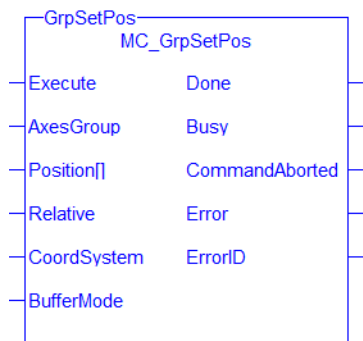 GrpSetPos
MC_GrpSetPos
Execute Done
AxesGroup Busy
Position[] CommandAborted
Relative Error
CoordSystem ErrorID
BufferMode